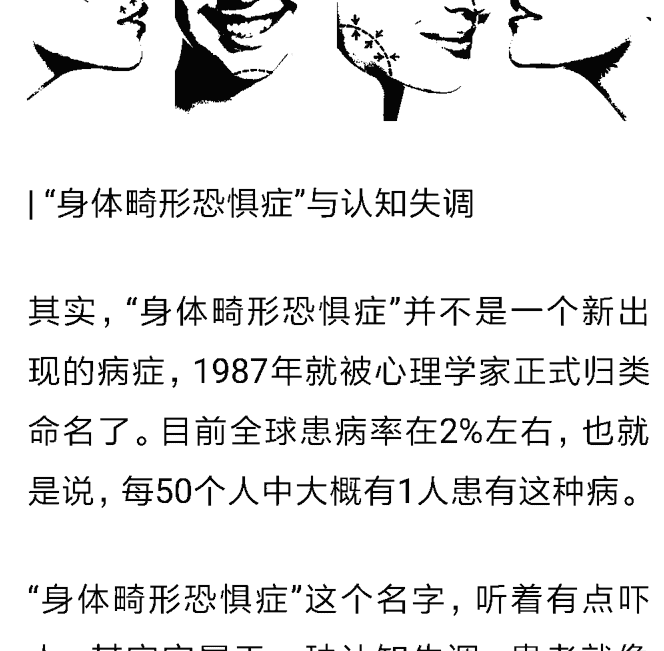 | “身体畸形恐惧症”与认知失调
其实，“身体畸形恐惧症”并不是一个新出
现的病症，1987年就被心理学家正式归类
命名了。目前全球患病率在2%左右，也就
是说，每50个人中大概有1人患有这种病。
“身体畸形恐惧症”这个名字，听着有点吓